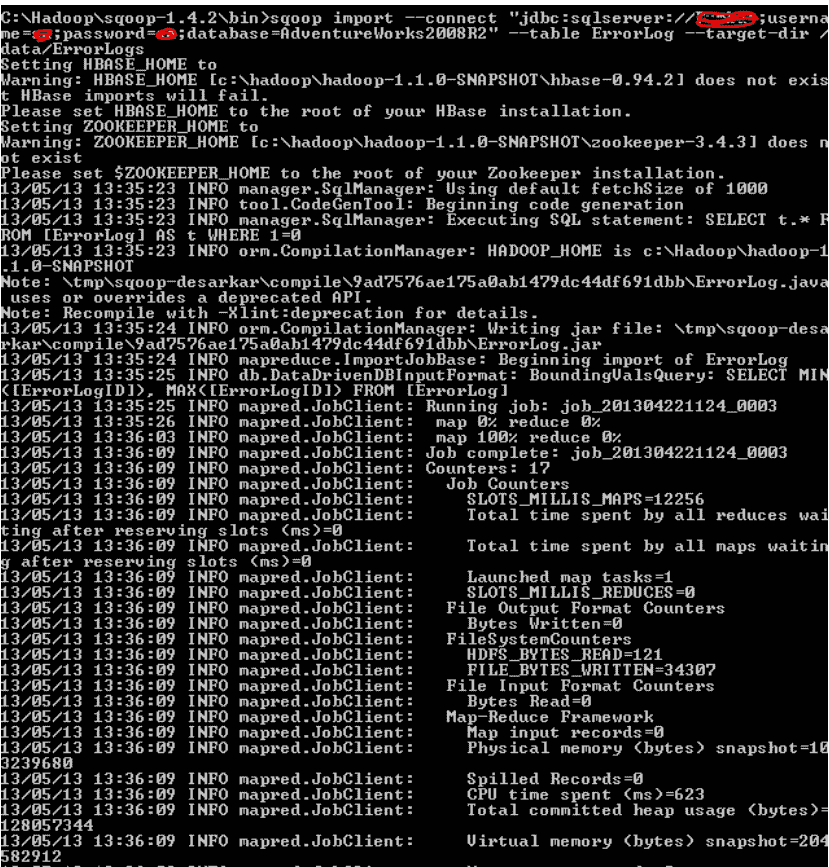 C:\Hadoop\sqoop-1.4.2\bin>sqoop import --connect "jdbc:sqlserver://;userna
me=;password=;database=AdventureWorks2008R2" --table ErrorLog --target-dir /
data/ErrorLogs
Setting HBASE_HOME to
Warning: HBASE_HOME [c:\hadoop\hadoop-1.1.0-SNAPSHOT\hbase-0.94.2] does not exis
t HBase imports will fail.
Please set HBASE_HOME to the root of your HBase installation.
Setting ZOOKEEPER_HOME to
Warning: ZOOKEEPER_HOME [c:\hadoop\hadoop-1.1.0-SNAPSHOT\zookeeper-3.4.3] does n
ot exist
Please set $ZOOKEEPER_HOME to the root of your Zookeeper installation.
13/05/13 13:35:23 INFO manager.SqlManager: Using default fetchSize of 1000
13/05/13 13:35:23 INFO tool.CodeGenTool: Beginning code generation
13/05/13 13:35:23 INFO manager.SqlManager: Executing SQL statement: SELECT t.* F
ROM [ErrorLog] AS t WHERE 1=0
13/05/13 13:35:23 INFO orm.CompilationManager: HADOOP_HOME is c:\Hadoop\hadoop-1
.1.0-SNAPSHOT
Note: \tmp\sqoop-desarkar\compile\9ad7576ae175a0ab1479dc44df691dbb\ErrorLog.java
 uses or overrides a deprecated API.
Note: Recompile with -Xlint:deprecation for details.
13/05/13 13:35:24 INFO orm.CompilationManager: Writing jar file: \tmp\sqoop-desa
rkar\compile\9ad7576ae175a0ab1479dc44df691dbb\ErrorLog.jar
13/05/13 13:35:24 INFO mapreduce.ImportJobBase: Beginning import of ErrorLog
13/05/13 13:35:25 INFO db.DataDrivenDBInputFormat: BoundingValsQuery: SELECT MIN
([ErrorLogID]), MAX([ErrorLogID]) FROM [ErrorLog]
13/05/13 13:35:25 INFO mapred.JobClient: Running job: job_201304221124_0003
13/05/13 13:35:26 INFO mapred.JobClient:  map 0% reduce 0%
13/05/13 13:36:03 INFO mapred.JobClient:  map 100% reduce 0%
13/05/13 13:36:09 INFO mapred.JobClient: Job complete: job_201304221124_0003
13/05/13 13:36:09 INFO mapred.JobClient: Counters: 17
13/05/13 13:36:09 INFO mapred.JobClient:   Job Counters
13/05/13 13:36:09 INFO mapred.JobClient:     SLOTS_MILLIS_MAPS=12256
13/05/13 13:36:09 INFO mapred.JobClient:     Total time spent by all reduces wai
ting after reserving slots (ms)=0
13/05/13 13:36:09 INFO mapred.JobClient:     Total time spent by all maps waitin
g after reserving slots (ms)=0
13/05/13 13:36:09 INFO mapred.JobClient:     Launched map tasks=1
13/05/13 13:36:09 INFO mapred.JobClient:     SLOTS_MILLIS_REDUCES=0
13/05/13 13:36:09 INFO mapred.JobClient:   File Output Format Counters
13/05/13 13:36:09 INFO mapred.JobClient:     Bytes Written=0
13/05/13 13:36:09 INFO mapred.JobClient:   FileSystemCounters
13/05/13 13:36:09 INFO mapred.JobClient:     HDFS_BYTES_READ=121
13/05/13 13:36:09 INFO mapred.JobClient:     FILE_BYTES_WRITTEN=34307
13/05/13 13:36:09 INFO mapred.JobClient:   File Input Format Counters
13/05/13 13:36:09 INFO mapred.JobClient:     Bytes Read=0
13/05/13 13:36:09 INFO mapred.JobClient:   Map-Reduce Framework
13/05/13 13:36:09 INFO mapred.JobClient:     Map input records=0
13/05/13 13:36:09 INFO mapred.JobClient:     Physical memory (bytes) snapshot=10
3239680
13/05/13 13:36:09 INFO mapred.JobClient:     Spilled Records=0
13/05/13 13:36:09 INFO mapred.JobClient:     CPU time spent (ms)=623
13/05/13 13:36:09 INFO mapred.JobClient:     Total committed heap usage (bytes)=
128057344
13/05/13 13:36:09 INFO mapred.JobClient:     Virtual memory (bytes) snapshot=204
582912